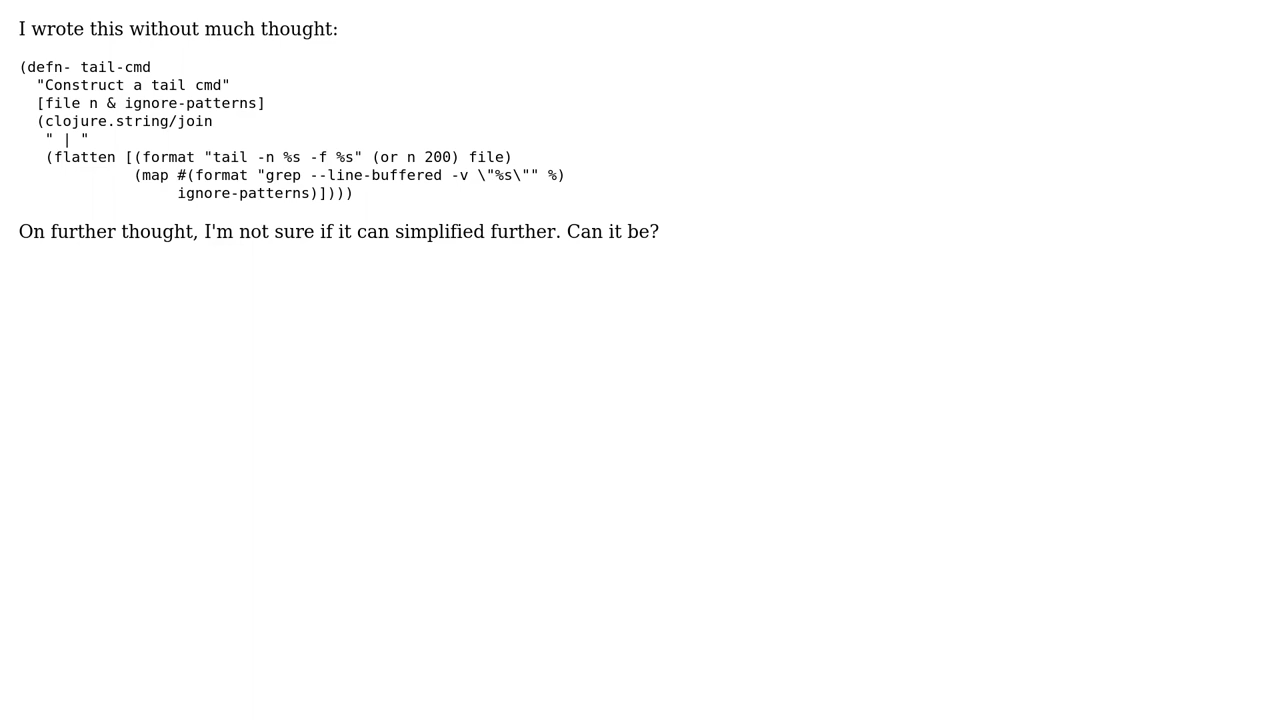 I wrote this without much thought:
(defn- tail-cmd
  "Construct a tail cmd"
  [file n & ignore-patterns]
  (clojure.string/join
   " | "
   (flatten [(format "tail -n %s -f %s" (or n 200) file)
             (map #(format "grep --line-buffered -v \"%s\"" %)
                  ignore-patterns)])))
On further thought, I'm not sure if it can simplified further. Can it be?